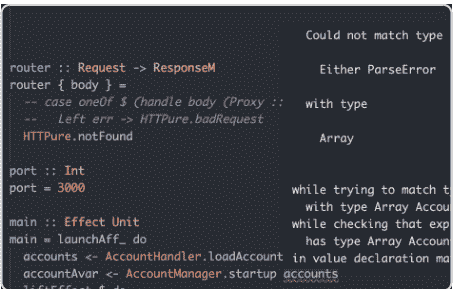 router :: Request -> ResponseM
router { body } =
-- case oneOf $ (handle body (Proxy ::
-- Left err -> HTTPure.badRequest
HTTPure.notFound
port :: Int
port = 3000
main :: Effect Unit
main = launchAff_ do
accounts <- AccountHandler.loadAccount
accountAvar <- AccountManager.startup accounts
liftEffect $ do
Could not match type
Either ParseError
with type
Array
while trying to match t
with type Array Accou
while checking that exp
has type Array Accoun
in value declaration ma